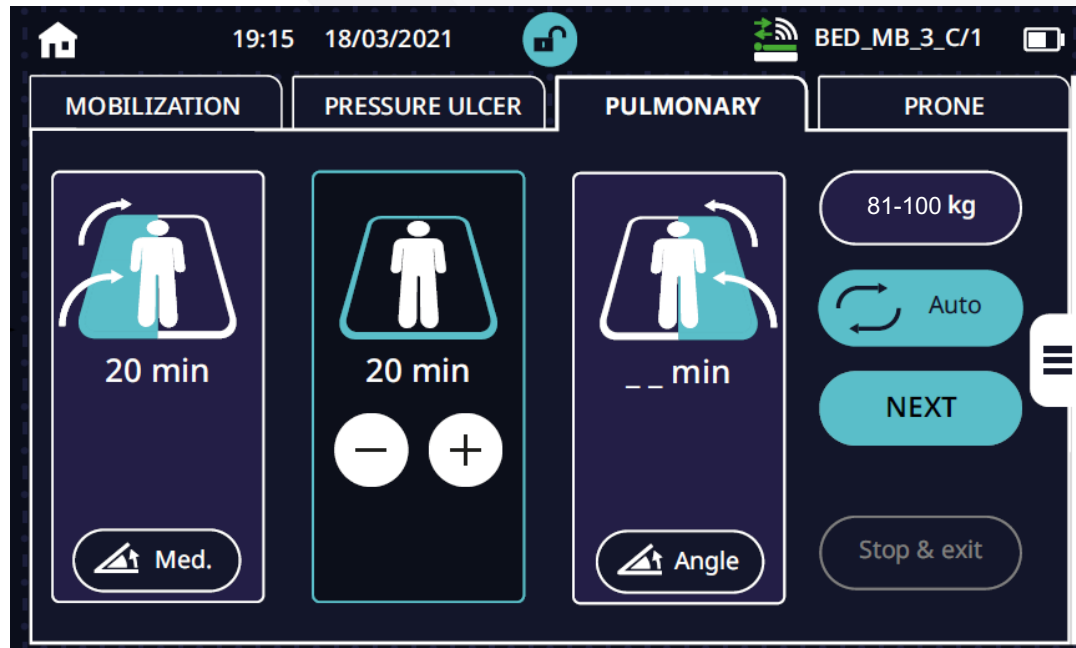 19:15 18/03/2021 BED_MB_3_C/1
MOBILIZATION PRESSURE ULCER PULMONARY PRONE
20 min
Med.
20 min
− +
_ _ min
Angle
81-100 kg
Auto
NEXT
Stop & exit